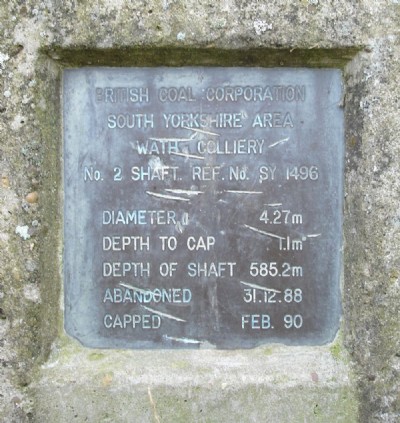 BRITISH COAL CORPORATION
SOUTH YORKSHIRE AREA
WATH COLLIERY
No. 2 SHAFT. REF. No. SY 1496
DIAMETER 4.27m
DEPTH TO CAP 1.1m
DEPTH OF SHAFT 585.2m
ABANDONED 31.12.88
CAPPED FEB. 90